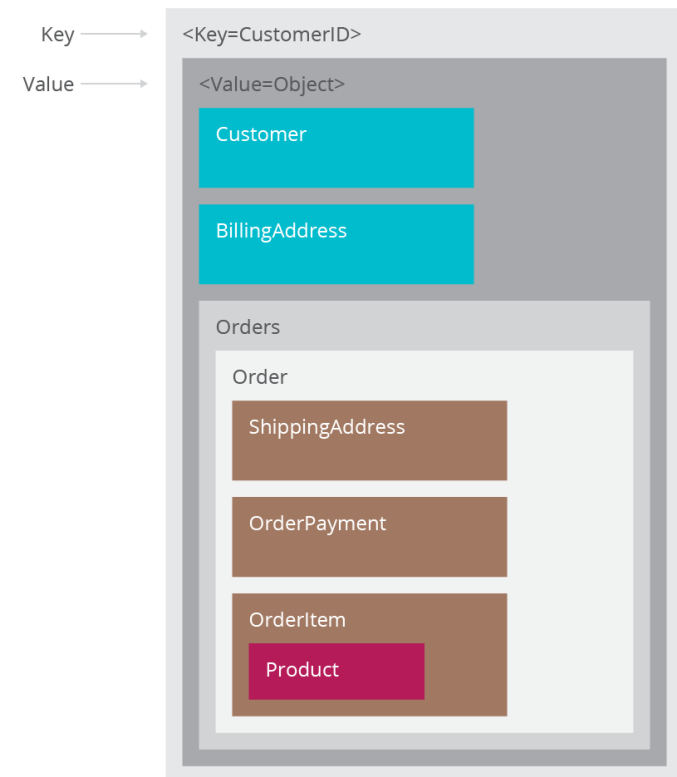 Key
<Key=CustomerID>
Value
<Value=Object>
Customer
BillingAddress
Orders
Order
ShippingAddress
OrderPayment
OrderItem
Product